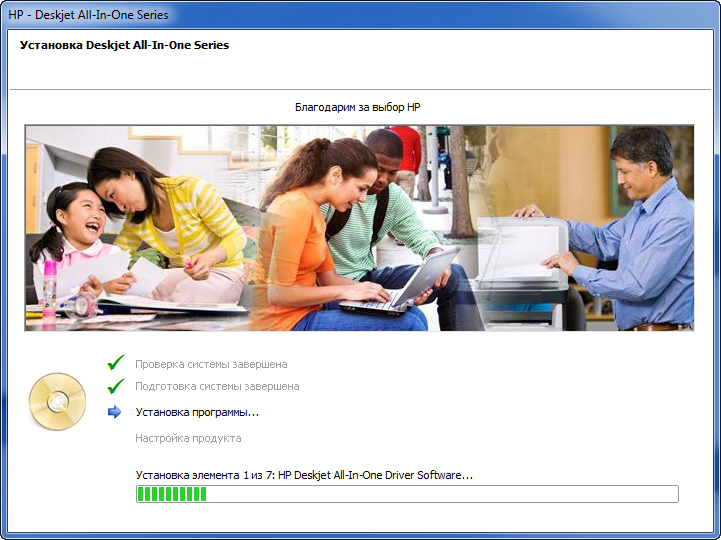 HP - Deskjet All-In-One Series
Установка Deskjet All-In-One Series
Благодарим за выбор HP
Проверка системы завершена
Подготовка системы завершена
Установка программы...
Настройка продукта
Установка элемента 1 из 7: HP Deskjet All-In-One Driver Software...